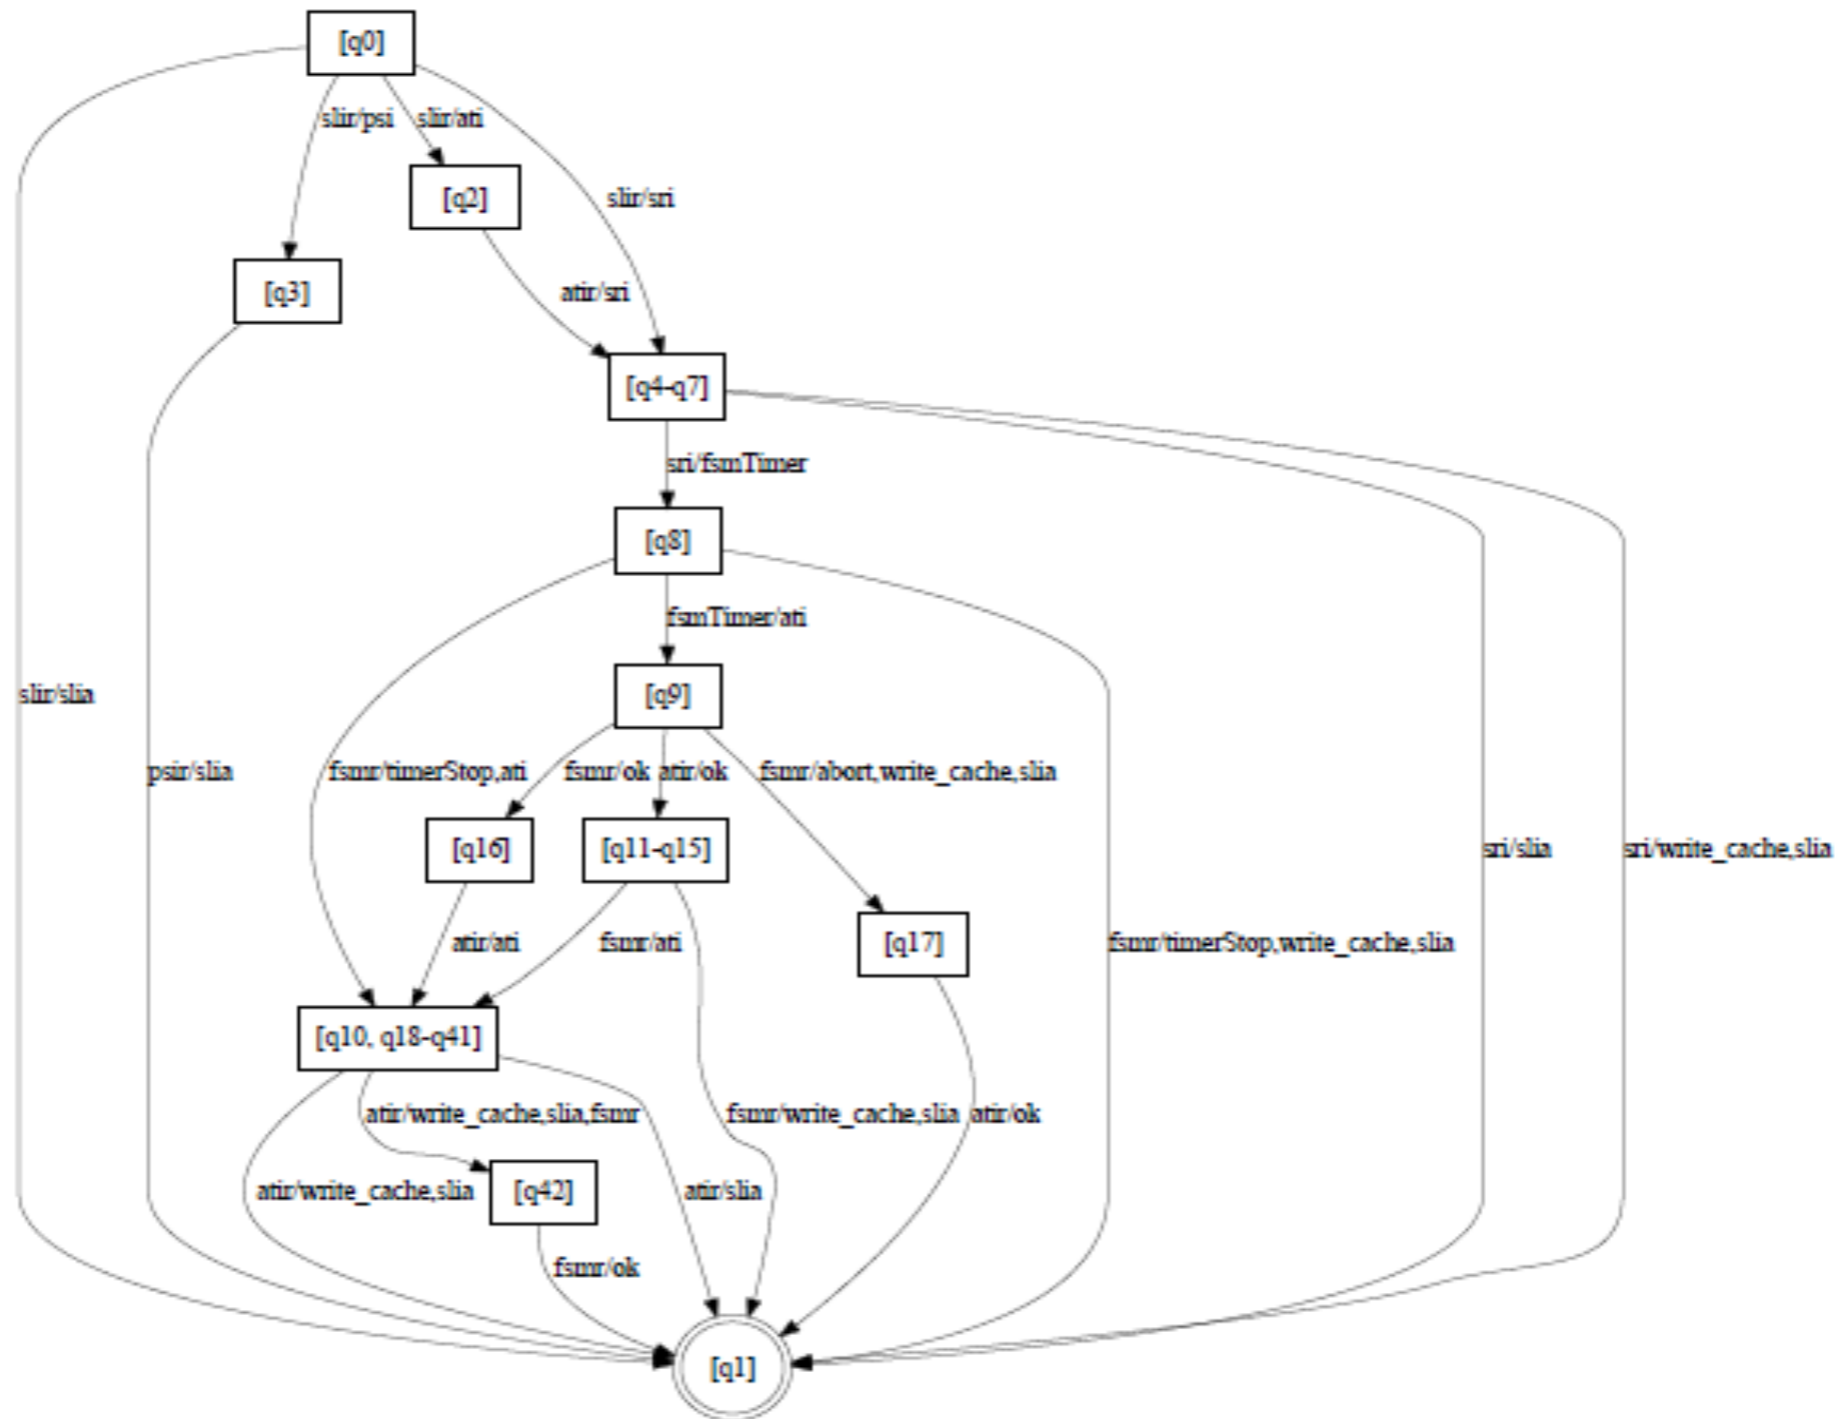 [q0]
slir/psi
slir/ati
[q2]
slir/sri
[q3]
atir/sri
[q4-q7]
sri/fsmTimer
[q8]
fsmTimer/ati
slir/slia
[q9]
psir/slia
fsmr/timerStop,ati
fsmr/ok
atir/ok
fsmr/abort,write_cache,slia
[q16]
[q11-q15]
sri/slia
sri/write_cache,slia
atir/ati
fsmr/ati
[q17]
fsmr/timerStop,write_cache,slia
[q10, q18-q41]
atir/write_cache,slia,fsmr
fsmr/write_cache,slia
atir/ok
atir/write_cache,slia
[q42]
atir/slia
fsmr/ok
[q1]